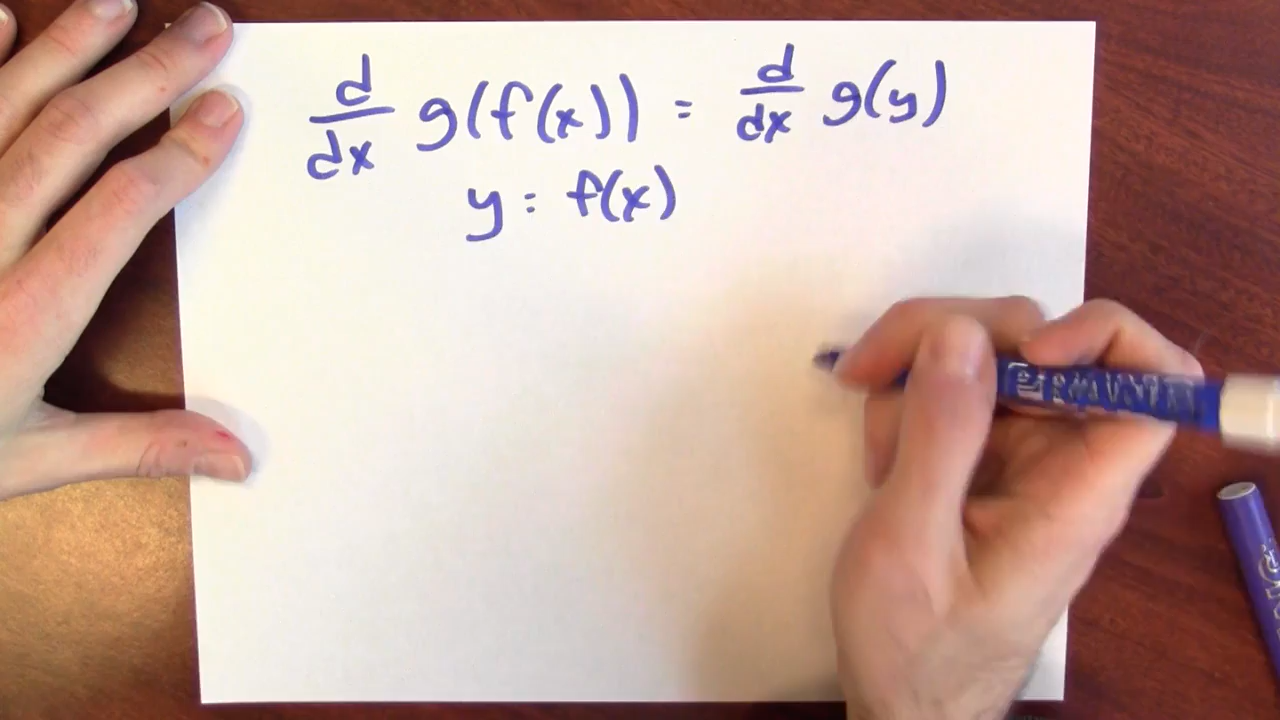 d/dx g(f(x)) = d/dx g(y)
y = f(x)